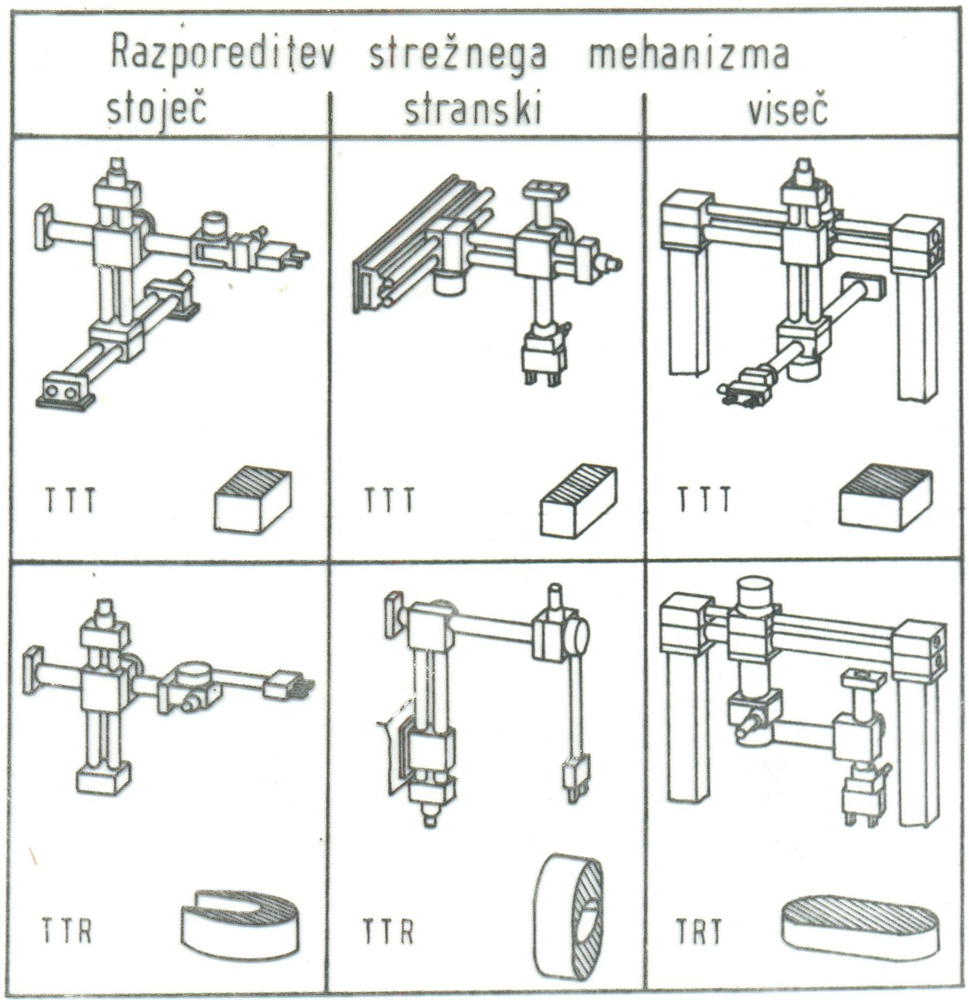 Razporeditev strežnega mehanizma
stoječ stranski viseč
TTT TTT TTT
TTR TTR TRT